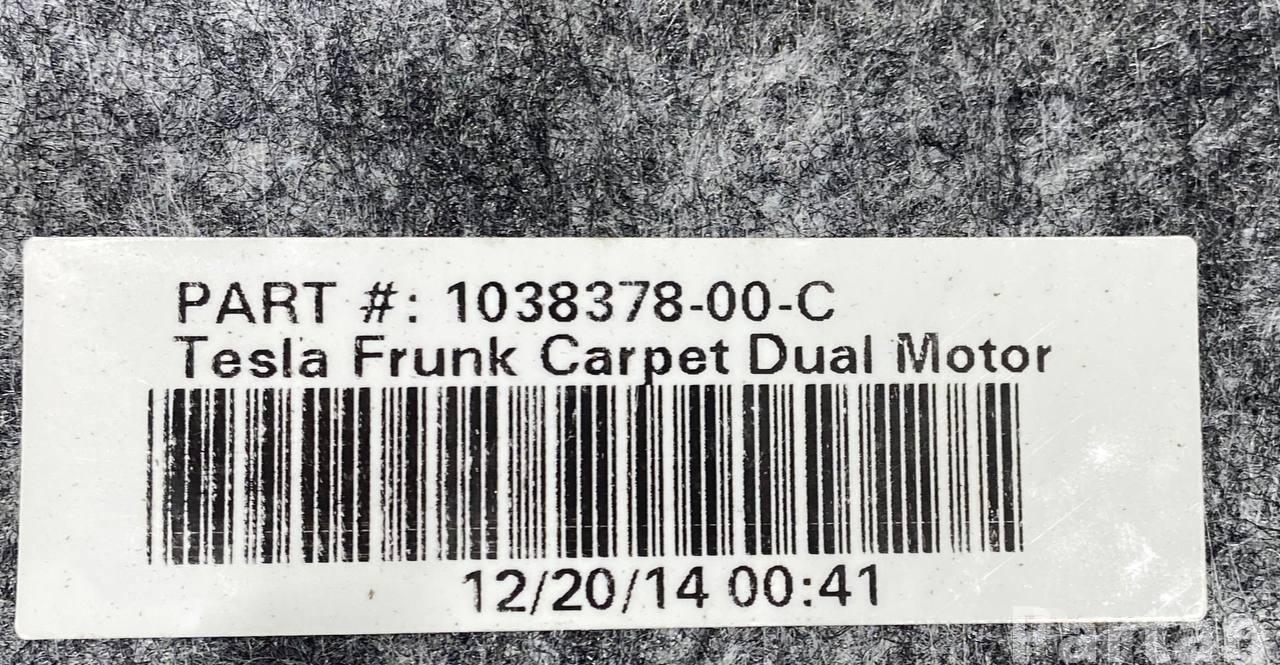 PART #: 1038378-00-C
Tesla Frunk Carpet Dual Motor
12/20/14 00:41